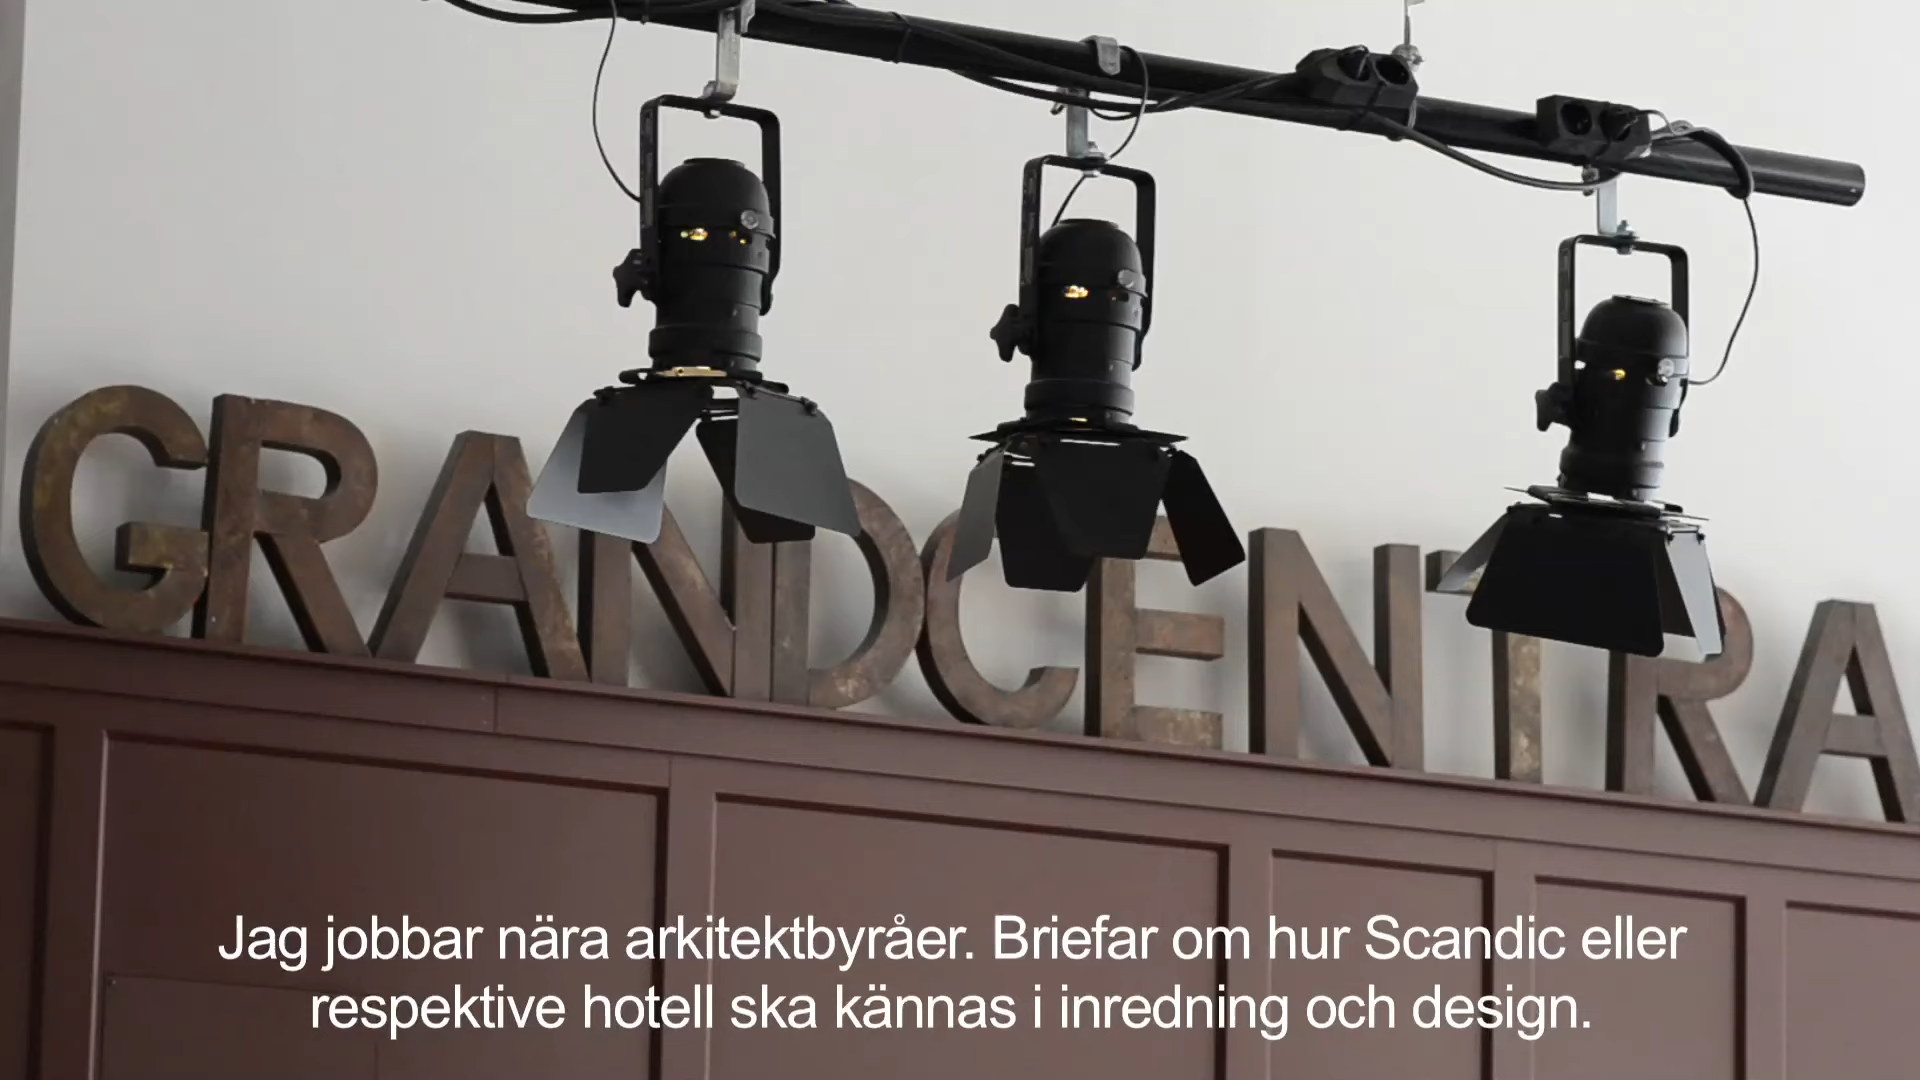 GRANDCENTRA
Jag jobbar nära arkitektbyråer. Briefar om hur Scandic eller
respektive hotell ska kännas i inredning och design.